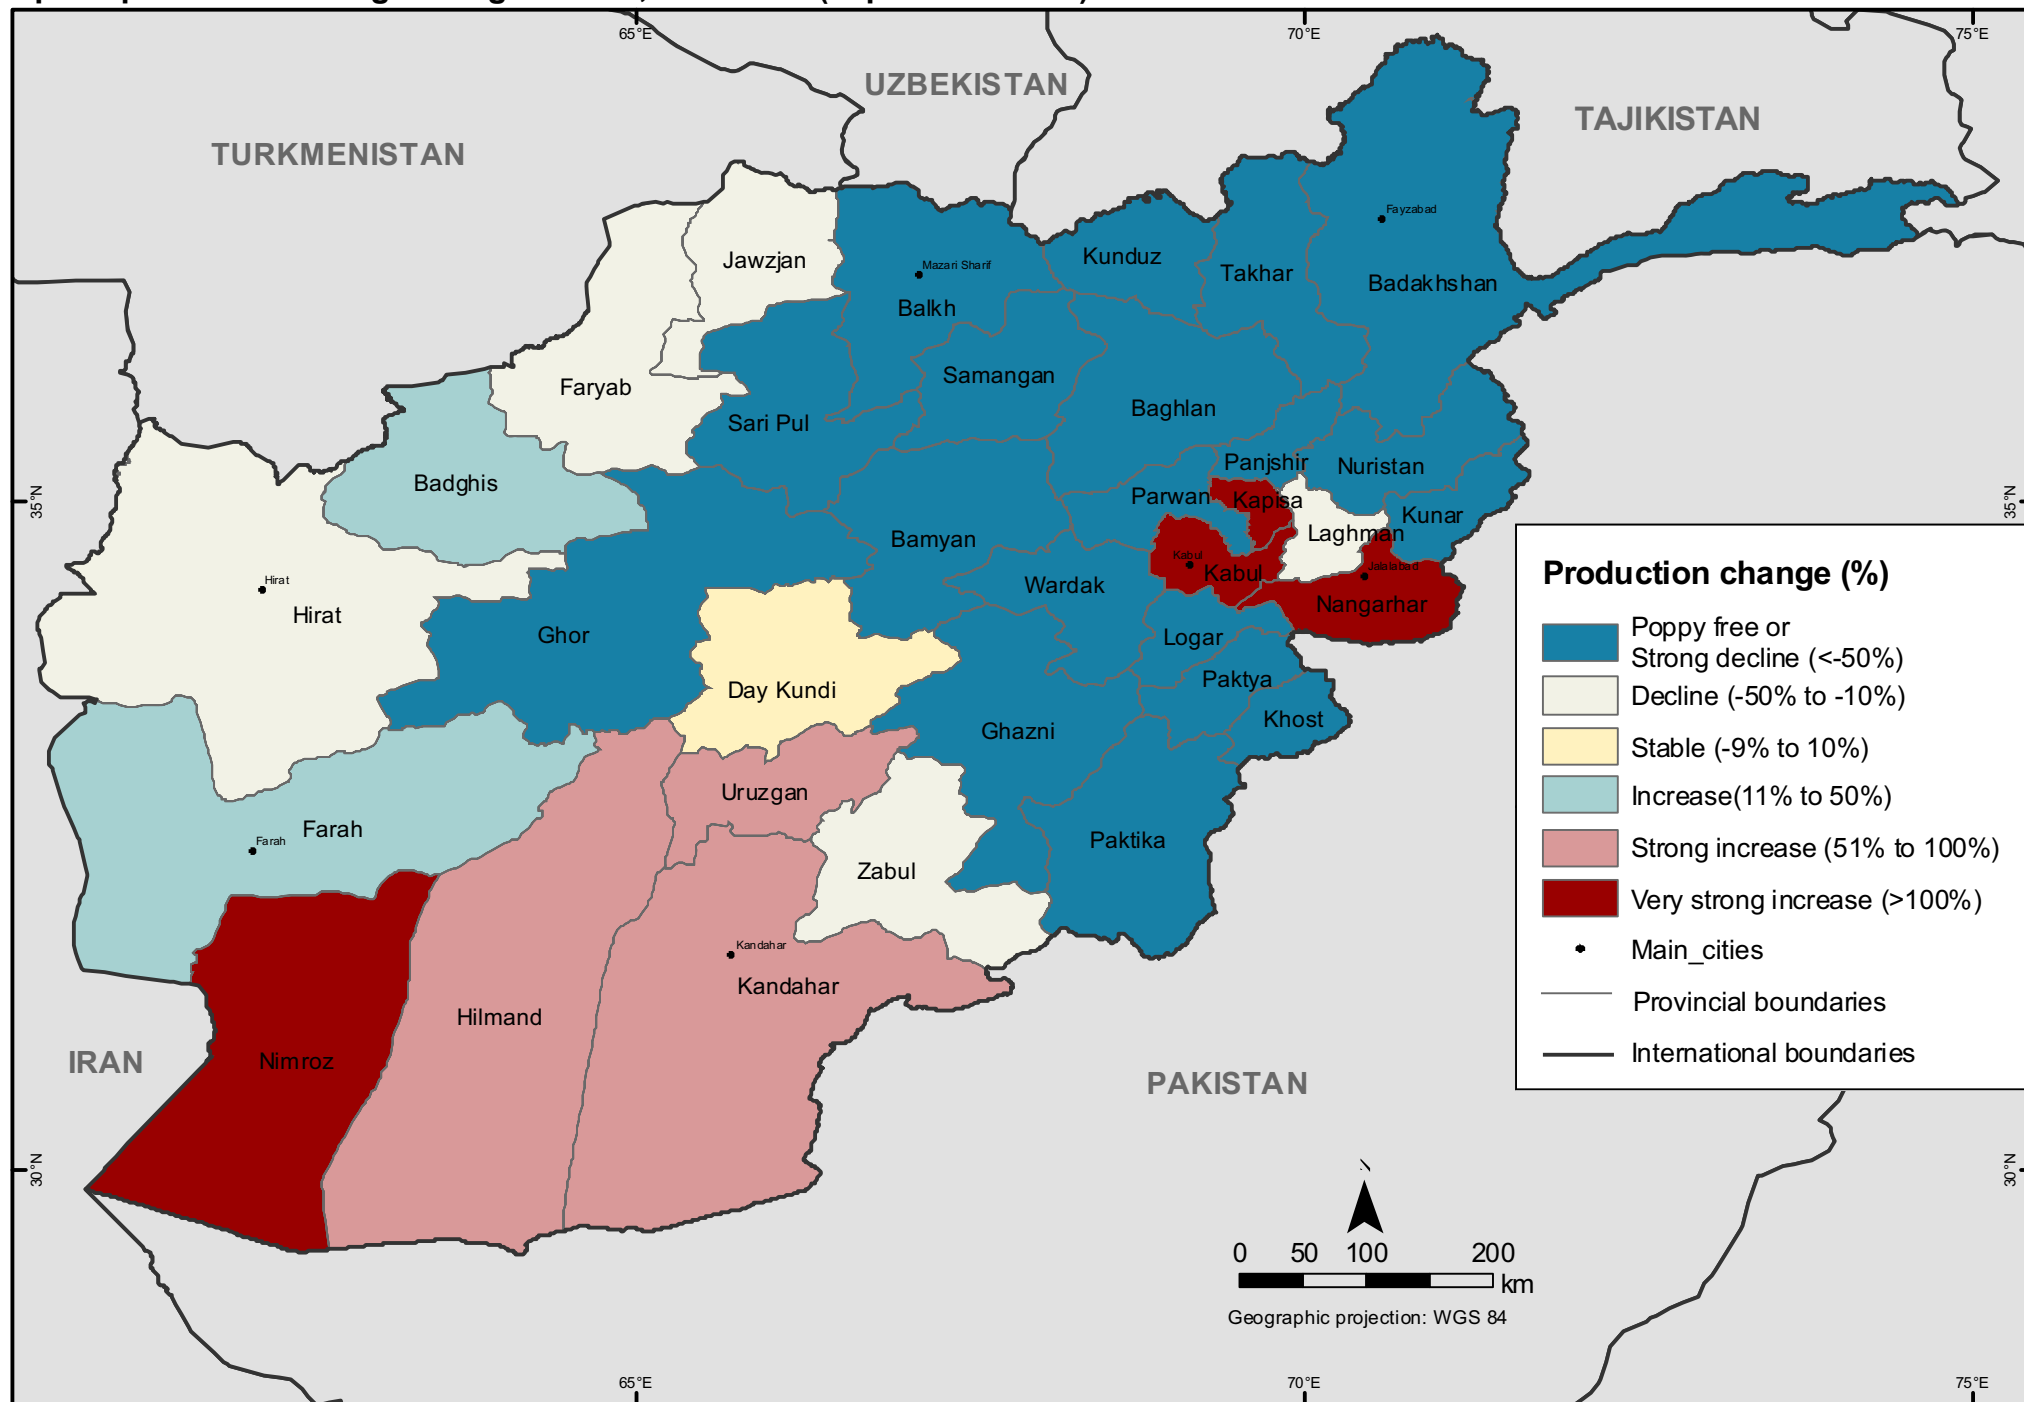 65°E
70°E
75°E
UZBEKISTAN
TAJIKISTAN
TURKMENISTAN
Fayzabad
Jawzjan
Mazari Sharif
Kunduz
Takhar
Badakhshan
Balkh
Faryab
Samangan
Baghlan
Sari Pul
Badghis
Panjshir
Nuristan
35°N
35°N
Parwan
Kapisa
Kunar
Laghman
Bamyan
Kabul
Kabul
Jalalabad
Wardak
Nangarhar
Hirat
Hirat
Ghor
Logar
Paktya
Day Kundi
Khost
Ghazni
Uruzgan
Farah
Farah
Paktika
Zabul
Kandahar
Kandahar
Hilmand
Nimroz
IRAN
PAKISTAN
Production change (%)
Poppy free or
Strong decline (<-50%)
Decline (-50% to -10%)
Stable (-9% to 10%)
Increase(11% to 50%)
Strong increase (51% to 100%)
Very strong increase (>100%)
Main_cities
Provincial boundaries
International boundaries
30°N
30°N
N
0 50 100 200
km
Geographic projection: WGS 84
65°E
70°E
75°E